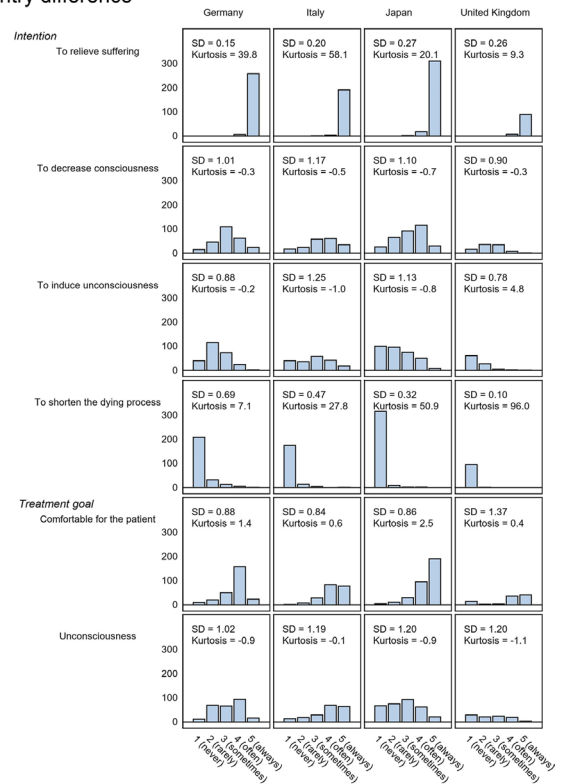 ntry difference
Germany Italy Japan United Kingdom
Intention
To relieve suffering
SD = 0.15 SD = 0.20 SD = 0.27 SD = 0.26
Kurtosis = 39.8 Kurtosis = 58.1 Kurtosis = 20.1 Kurtosis = 9.3
300
200
100
0
To decrease consciousness
SD = 1.01 SD = 1.17 SD = 1.10 SD = 0.90
Kurtosis = -0.3 Kurtosis = -0.5 Kurtosis = -0.7 Kurtosis = -0.3
300
200
100
0
To induce unconsciousness
SD = 0.88 SD = 1.25 SD = 1.13 SD = 0.78
Kurtosis = -0.2 Kurtosis = -1.0 Kurtosis = -0.8 Kurtosis = 4.8
300
200
100
0
To shorten the dying process
SD = 0.69 SD = 0.47 SD = 0.32 SD = 0.10
Kurtosis = 7.1 Kurtosis = 27.8 Kurtosis = 50.9 Kurtosis = 96.0
300
200
100
0
Treatment goal
Comfortable for the patient
SD = 0.88 SD = 0.84 SD = 0.86 SD = 1.37
Kurtosis = 1.4 Kurtosis = 0.6 Kurtosis = 2.5 Kurtosis = 0.4
300
200
100
0
Unconsciousness
SD = 1.02 SD = 1.19 SD = 1.20 SD = 1.20
Kurtosis = -0.9 Kurtosis = -0.1 Kurtosis = -0.9 Kurtosis = -1.1
300
200
100
0
1 (never) 2 (rarely) 3 (sometimes) 4 (often) 5 (always)
1 (never) 2 (rarely) 3 (sometimes) 4 (often) 5 (always)
1 (never) 2 (rarely) 3 (sometimes) 4 (often) 5 (always)
1 (never) 2 (rarely) 3 (sometimes) 4 (often) 5 (always)